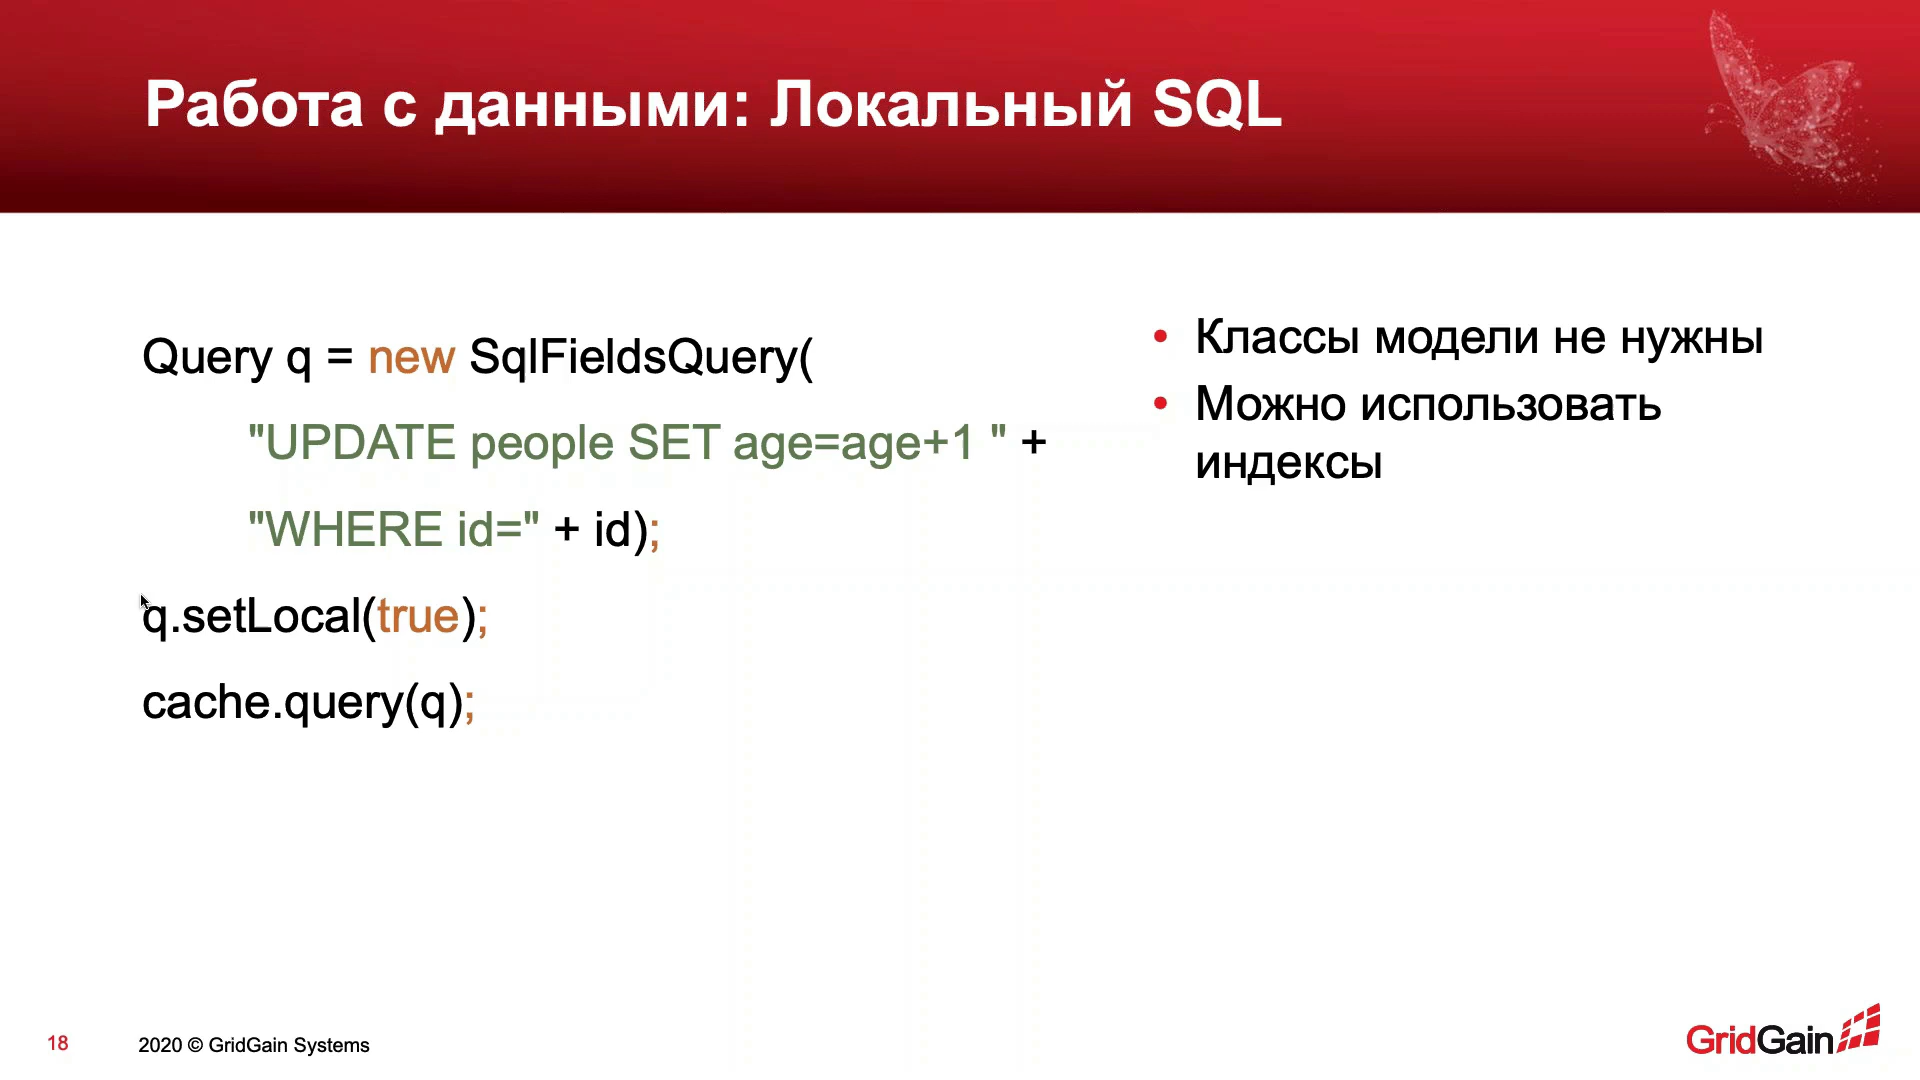 Работа с данными: Локальный SQL
Query q = new SqlFieldsQuery(
"UPDATE people SET age=age+1 " +
"WHERE id=" + id);
q.setLocal(true);
cache.query(q);
• Классы модели не нужны
• Можно использовать
индексы
18
2020 © GridGain Systems
GridGain